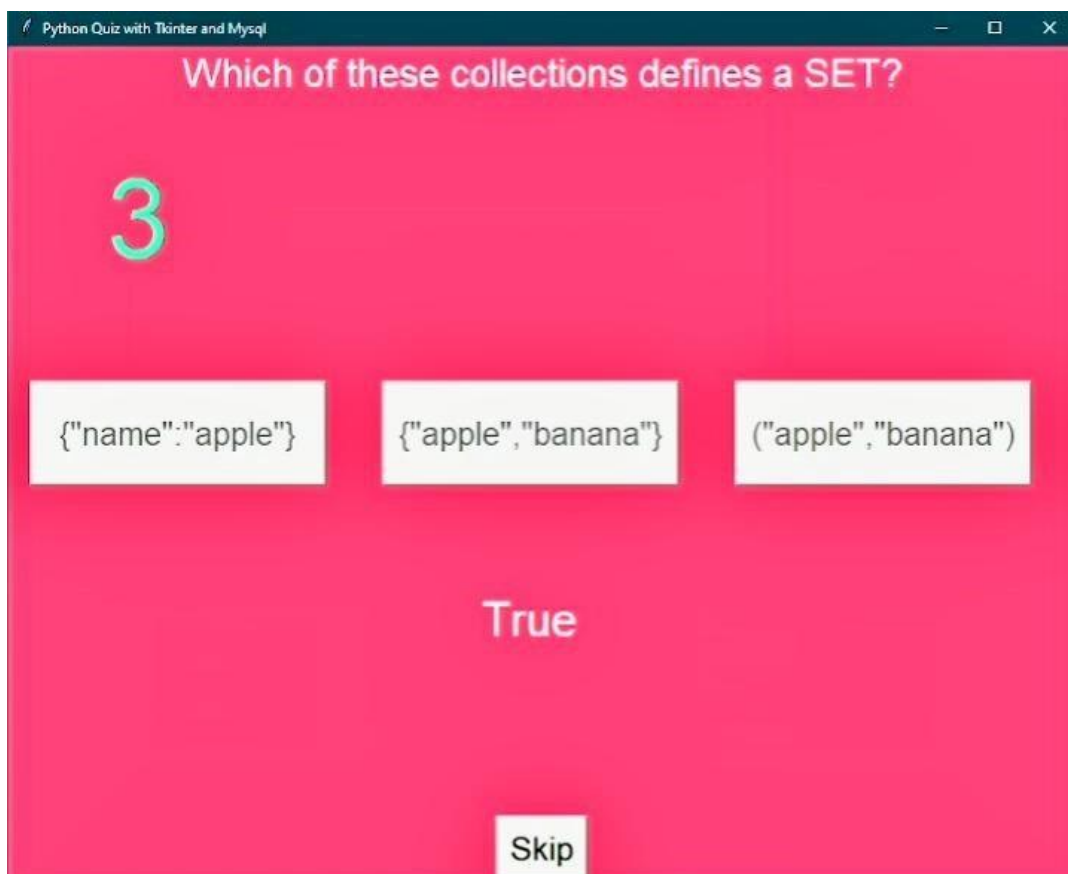 Python Quiz with Tkinter and Mysql
Which of these collections defines a SET?
3
{"name":"apple"}
{"apple","banana"}
("apple","banana")
True
Skip